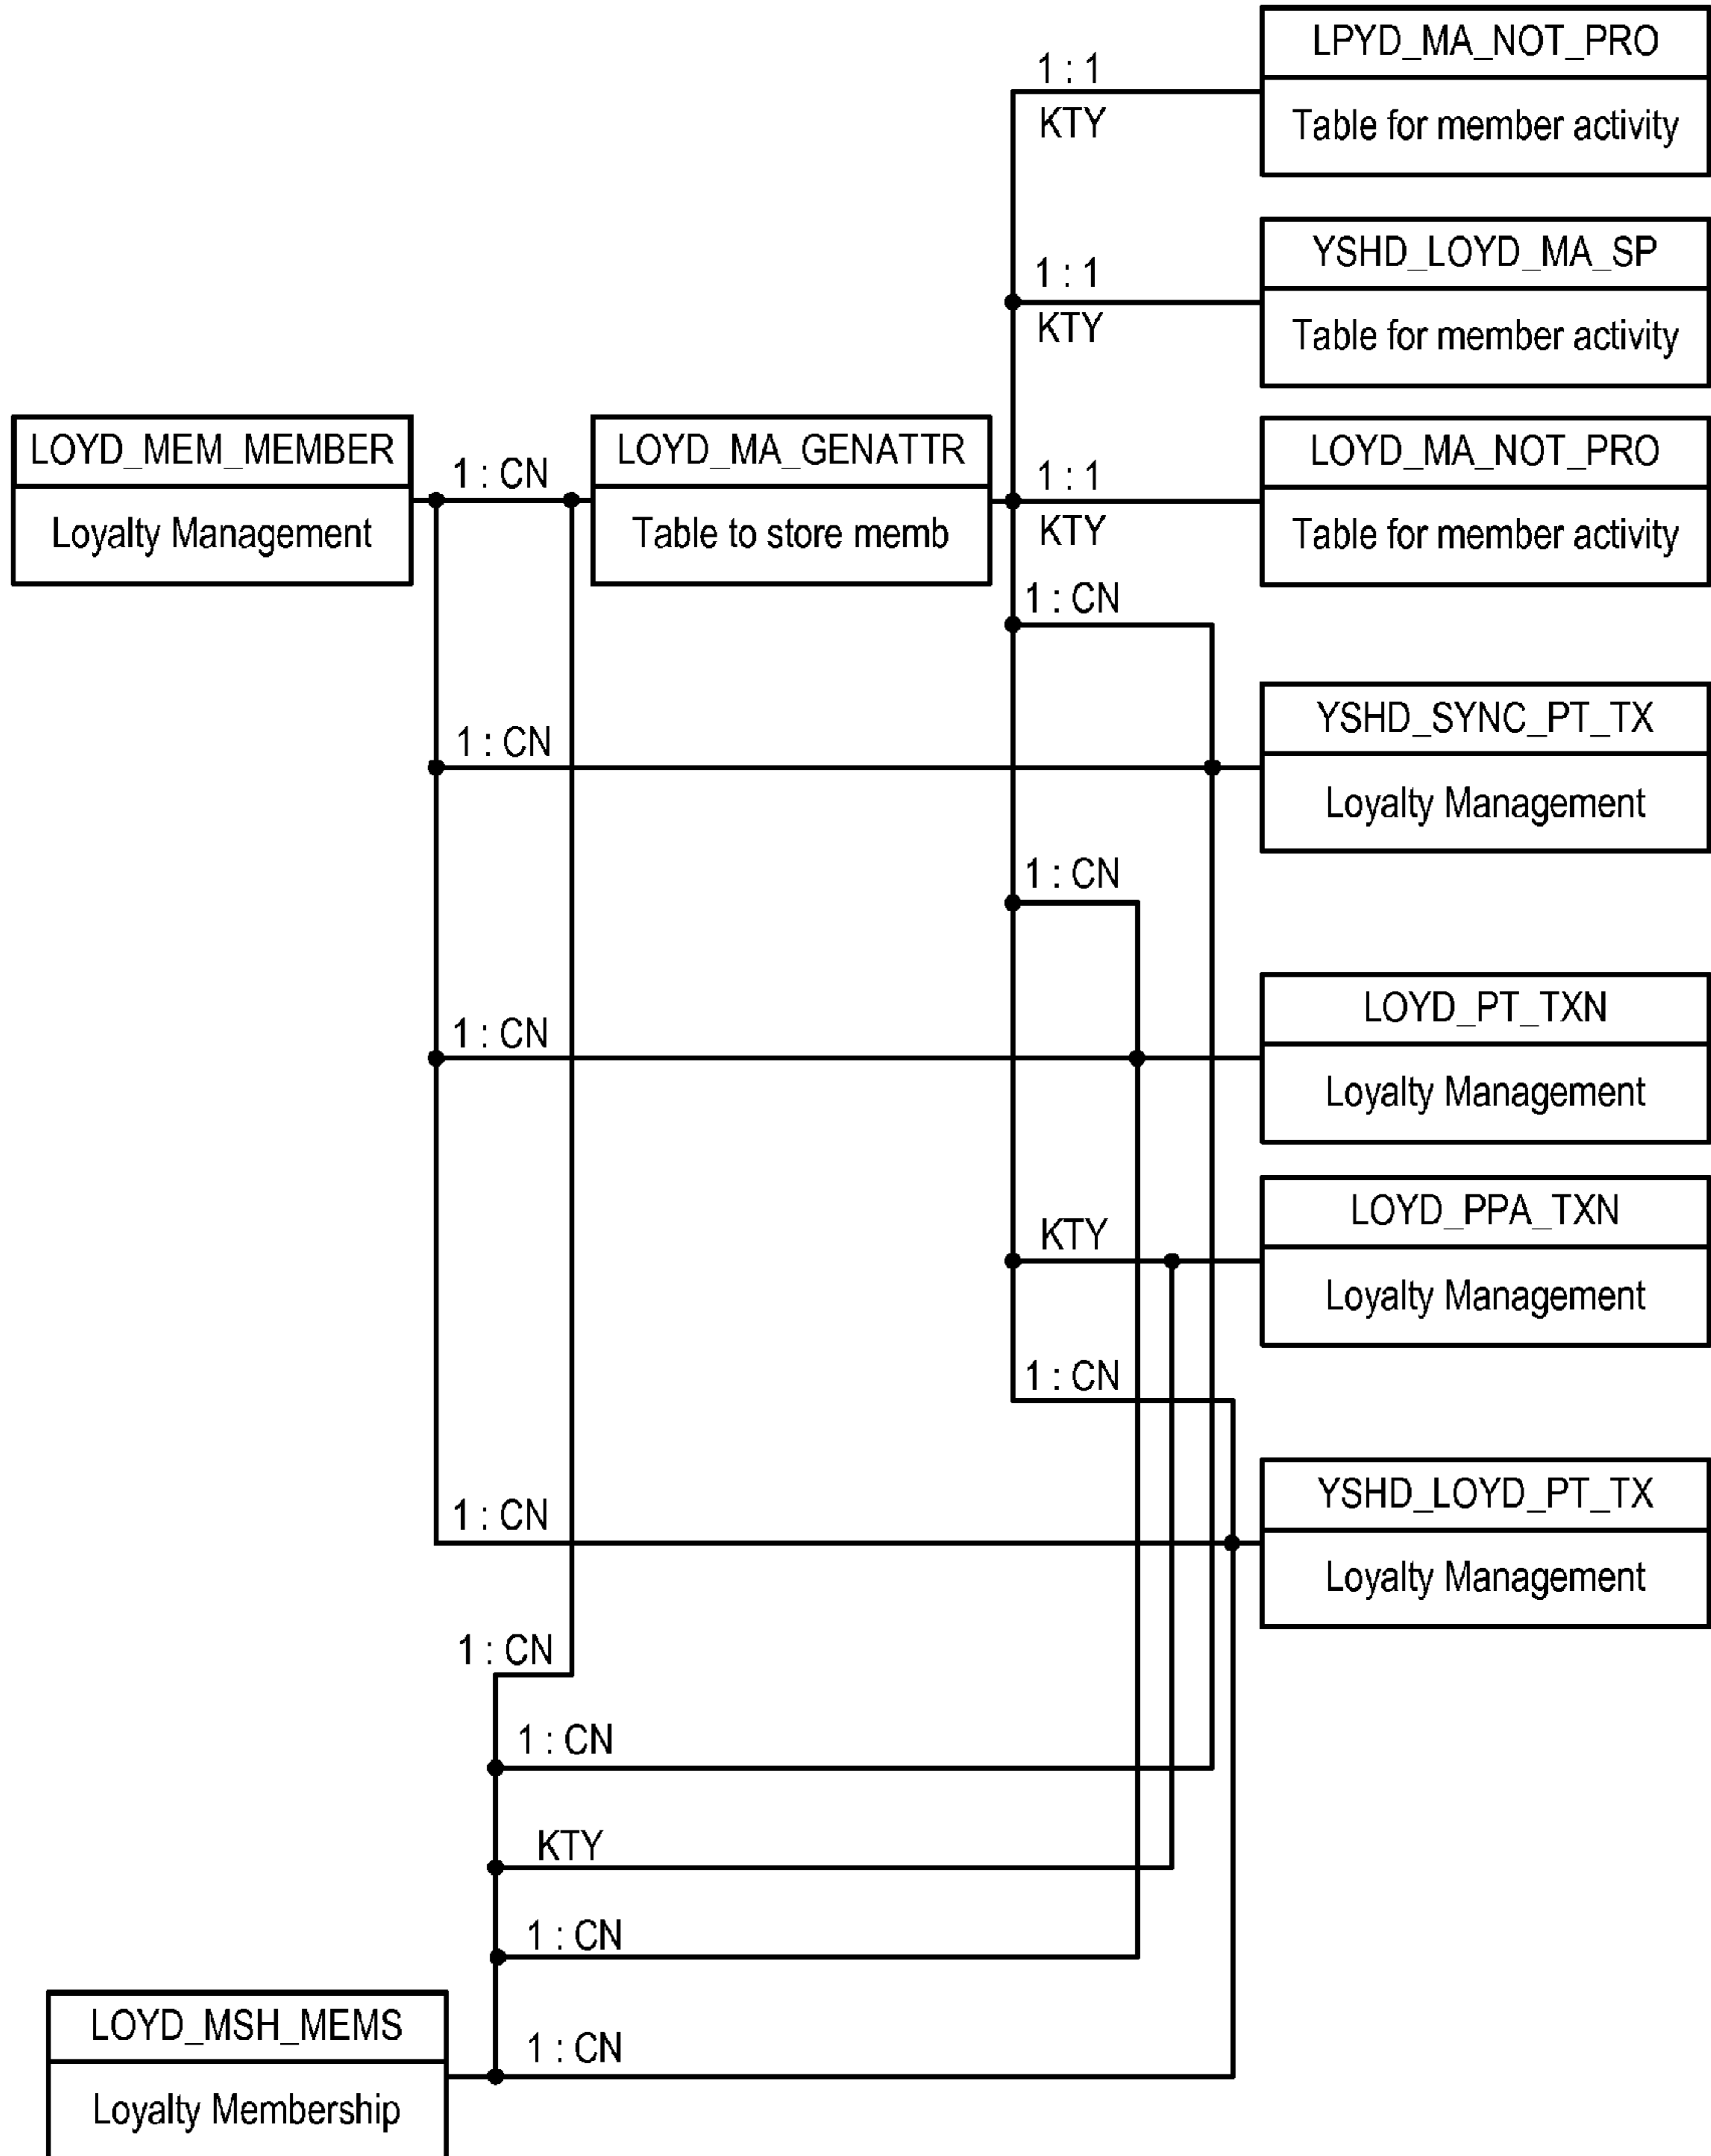 LPYD_MA_NOT_PRO
1 : 1
KTY
Table for member activity
YSHD_LOYD_MA_SP
1 : 1
KTY
Table for member activity
LOYD_MEM_MEMBER
Loyalty Management
1 : CN
LOYD_MA_GENATTR
Table to store memb
1 : 1
KTY
LOYD_MA_NOT_PRO
Table for member activity
1 : CN
1 : CN
YSHD_SYNC_PT_TX
Loyalty Management
1 : CN
1 : CN
LOYD_PT_TXN
Loyalty Management
KTY
LOYD_PPA_TXN
Loyalty Management
1 : CN
1 : CN
YSHD_LOYD_PT_TX
Loyalty Management
1 : CN
1 : CN
KTY
1 : CN
LOYD_MSH_MEMS
1 : CN
Loyalty Membership